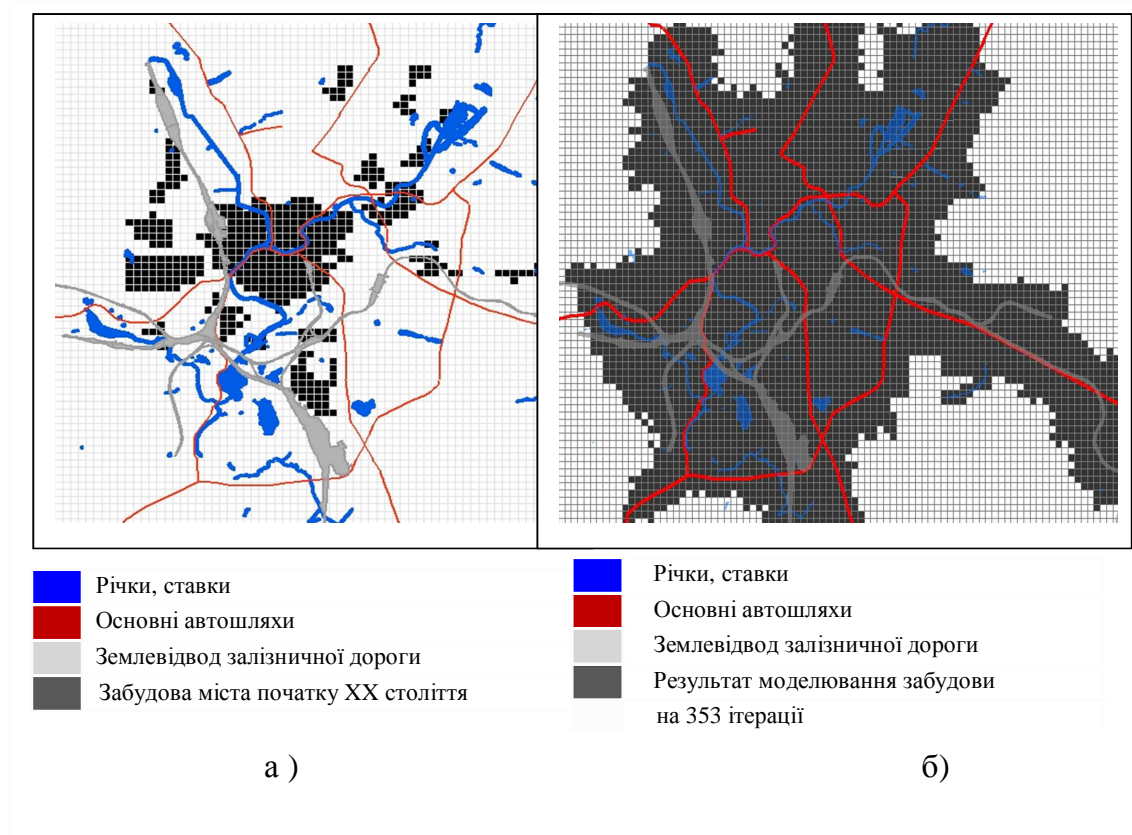 Річки, ставки
Основні автошляхи
Землевідвод залізничної дороги
Забудова міста початку ХХ століття
Річки, ставки
Основні автошляхи
Землевідвод залізничної дороги
Результат моделювання забудови
на 353 ітерації
а )
б)